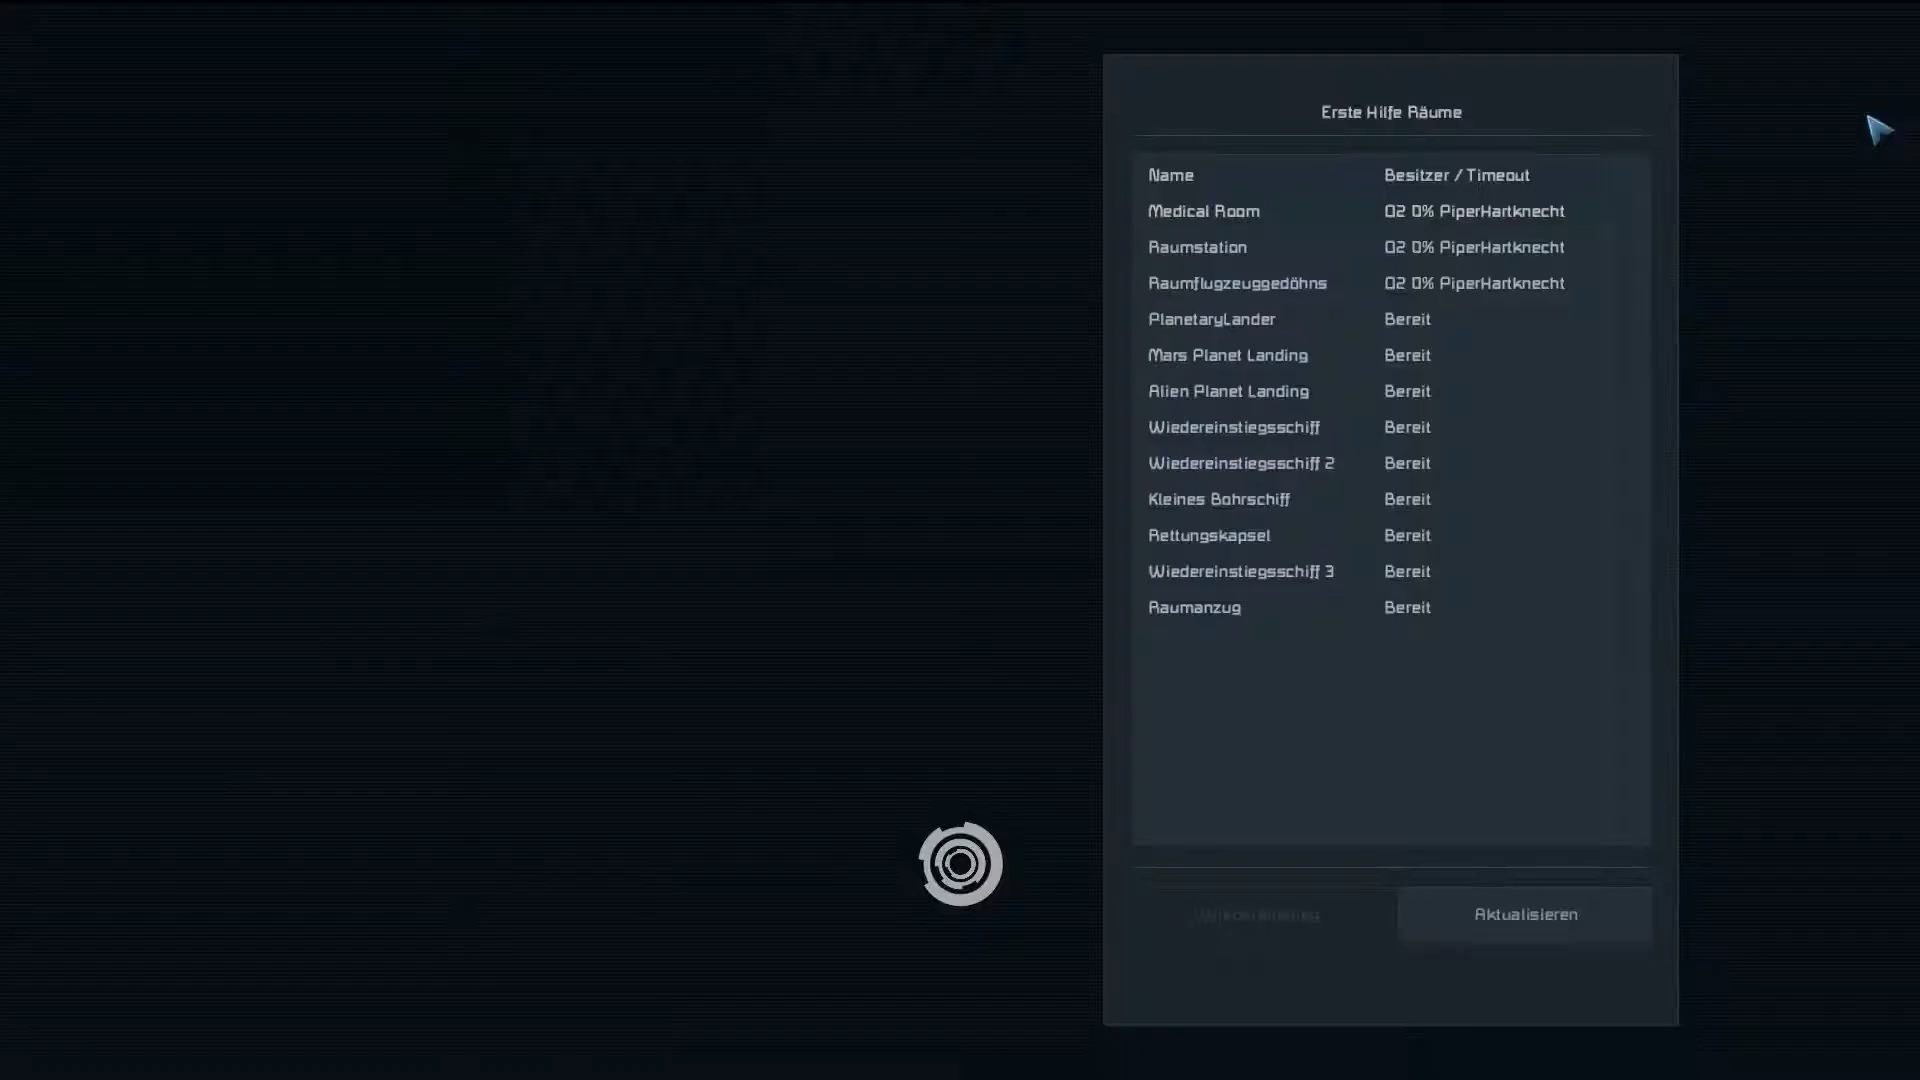 Erste Hilfe Räume
Name Besitzer / Timeout
Medical Room O2 0% PiperHartknecht
Raumstation O2 0% PiperHartknecht
Raumflugzeuggedöhns O2 0% PiperHartknecht
PlanetaryLander Bereit
Mars Planet Landing Bereit
Alien Planet Landing Bereit
Wiedereinstiegsschiff Bereit
Wiedereinstiegsschiff 2 Bereit
Kleines Bohrschiff Bereit
Rettungskapsel Bereit
Wiedereinstiegsschiff 3 Bereit
Raumanzug Bereit
Aktualisieren